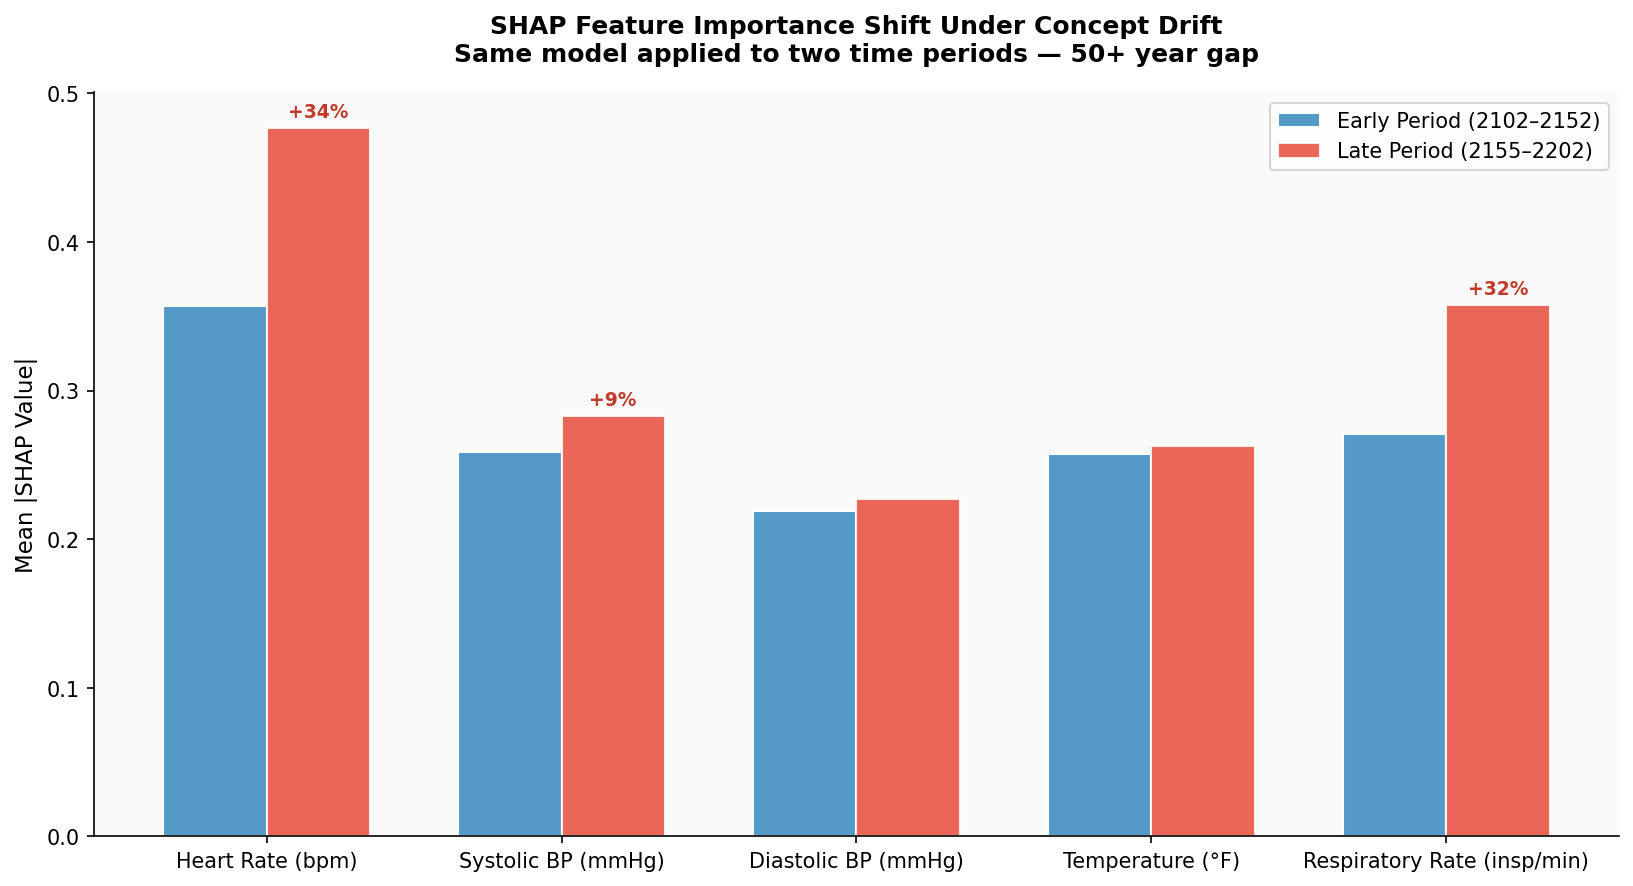 SHAP Feature Importance Shift Under Concept Drift
Same model applied to two time periods — 50+ year gap
Mean |SHAP Value|
0.5
0.4
0.3
0.2
0.1
0.0
+34%
+9%
+32%
Early Period (2102–2152)
Late Period (2155–2202)
Heart Rate (bpm)
Systolic BP (mmHg)
Diastolic BP (mmHg)
Temperature (°F)
Respiratory Rate (insp/min)